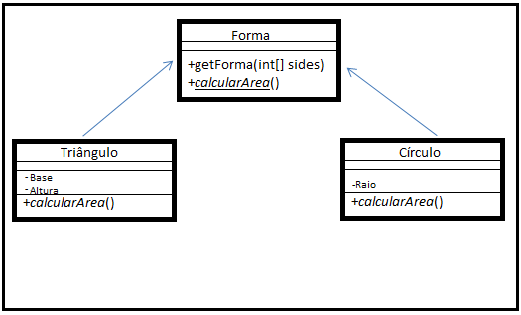 Forma
+getForma(int[] sides)
+calcularArea()
Triângulo
-Base
-Altura
+calcularArea()
Círculo
-Raio
+calcularArea()